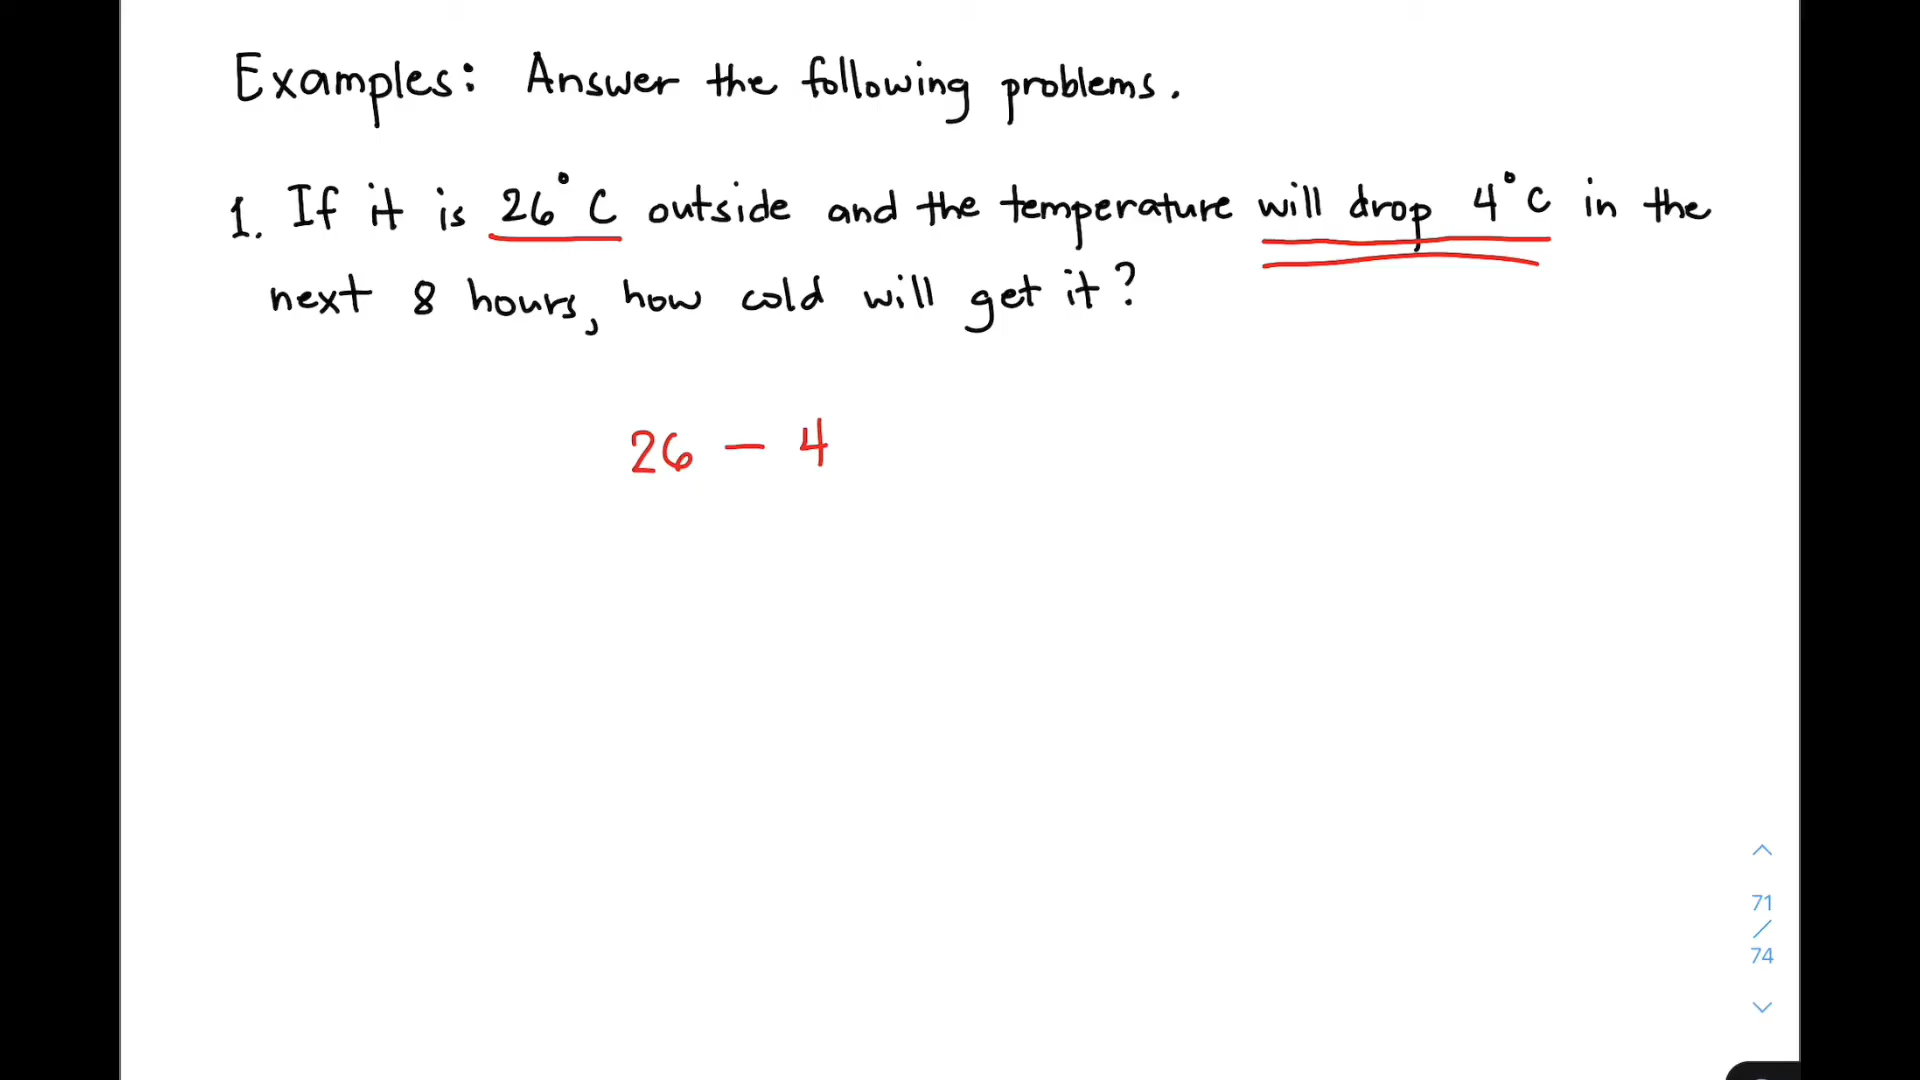 Examples: Answer the following problems.
1. If it is 26°C outside and the temperature will drop 4°C in the
next 8 hours, how cold will get it?
26 - 4
71
/
74